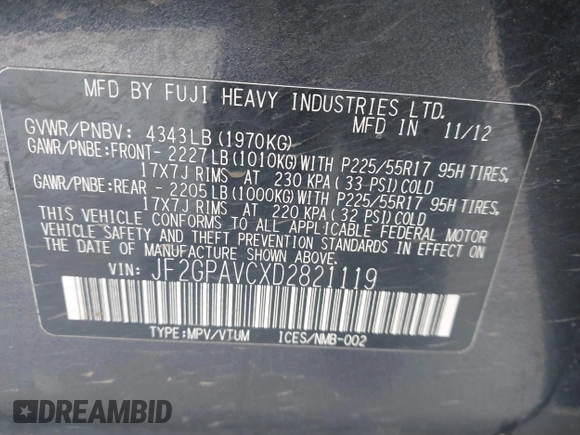 MFD BY FUJI HEAVY INDUSTRIES LTD.
GVWR/PNBV: 4343LB (1970KG) MFD IN 11/12
GAWR/PNBE:FRONT- 2227LB(1010KG)WITH P225/55R17 95H TIRES,
17X7J RIMS AT 230 KPA(33 PSI)COLD
GAWR/PNBE:REAR - 2205LB(1000KG)WITH P225/55R17 95H TIRES,
17X7J RIMS AT 220 KPA(32 PSI)COLD
THIS VEHICLE CONFORMS TO ALL APPLICABLE FEDERAL MOTOR
VEHICLE SAFETY AND THEFT PREVENTION STANDARDS IN EFFECT ON
THE DATE OF MANUFACTURE SHOWN ABOVE.
VIN: JF2GPAVCXD2821119
TYPE:MPV/VTUM ICES/NMB-002
DREAMBID